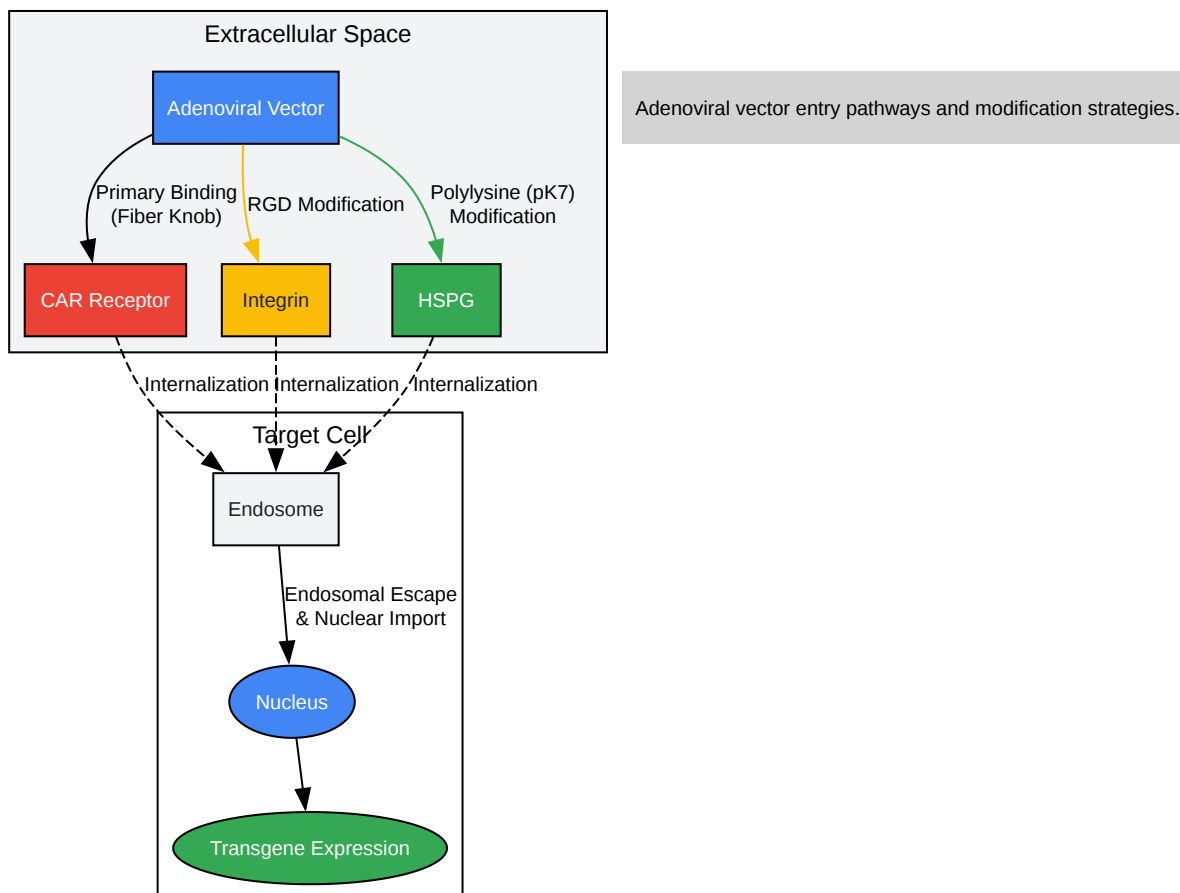 Extracellular Space
Adenoviral Vector
Adenoviral vector entry pathways and modification strategies.
Primary Binding
(Fiber Knob)
RGD Modification
Polylysine (pK7)
Modification
CAR Receptor
Integrin
HSPG
Internalization
Internalization
Internalization
Target Cell
Endosome
Endosomal Escape
& Nuclear Import
Nucleus
Transgene Expression